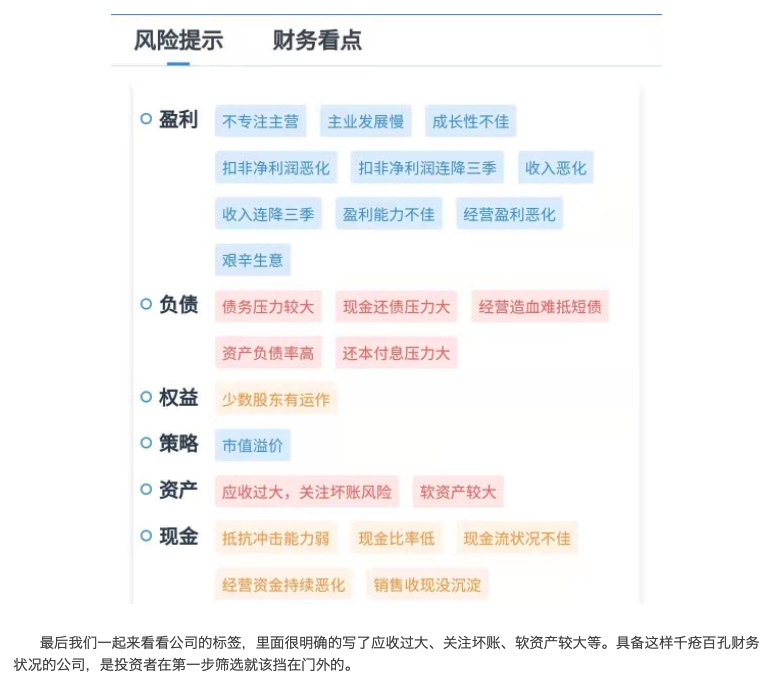 风险提示 财务看点
盈利 不专注主营 主业发展慢 成长性不佳
扣非净利润恶化 扣非净利润连降三季 收入恶化
收入连降三季 盈利能力不佳 经营盈利恶化
艰辛生意
负债 债务压力较大 现金还债压力大 经营造血难抵短债
资产负债率高 还本付息压力大
权益 少数股东有运作
策略 市值溢价
资产 应收过大，关注坏账风险 软资产较大
现金 抵抗冲击能力弱 现金比率低 现金流状况不佳
经营资金持续恶化 销售收现没沉淀
最后我们一起来看看公司的标签，里面很明确的写了应收过大、关注坏账、软资产较大等。具备这样千疮百孔财务
状况的公司，是投资者在第一步筛选就该挡在门外的。